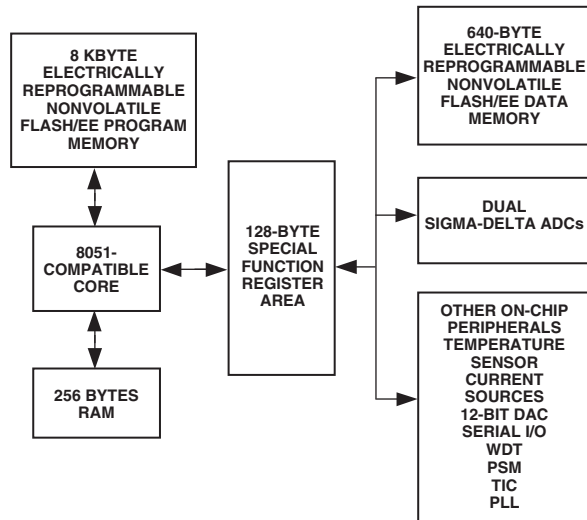 8 KBYTE
ELECTRICALLY
REPROGRAMMABLE
NONVOLATILE
FLASH/EE PROGRAM
MEMORY
8051-
COMPATIBLE
CORE
256 BYTES
RAM
128-BYTE
SPECIAL
FUNCTION
REGISTER
AREA
640-BYTE
ELECTRICALLY
REPROGRAMMABLE
NONVOLATILE
FLASH/EE DATA
MEMORY
DUAL
SIGMA-DELTA ADCs
OTHER ON-CHIP
PERIPHERALS
TEMPERATURE
SENSOR
CURRENT
SOURCES
12-BIT DAC
SERIAL I/O
WDT
PSM
TIC
PLL